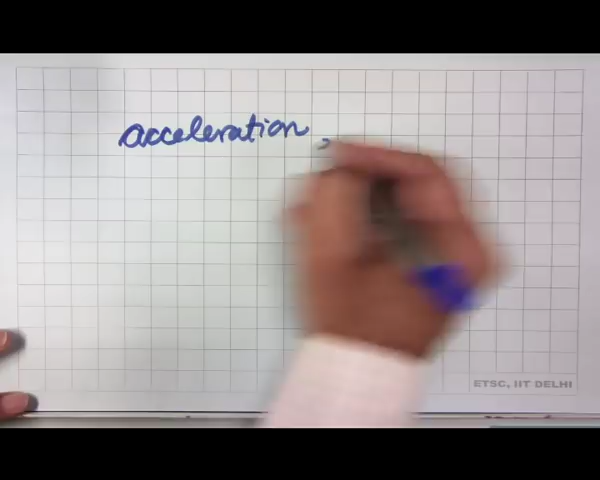 acceleration ,
ETSC, IIT DELHI